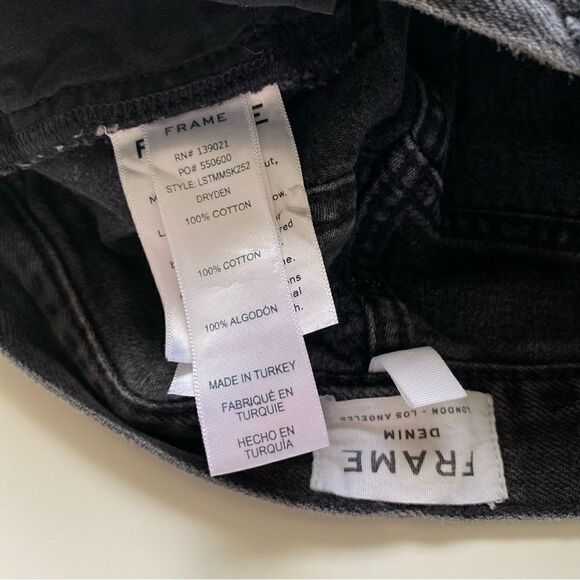 FRAME
RN# 139021
PO# 550600
STYLE: LSTMMSK252
DRYDEN
100% COTTON
100% COTTON
100% ALGODÓN
MADE IN TURKEY
FABRIQUÉ EN
TURQUIE
HECHO EN
TURQUÍA
FRAME
DENIM
LONDON - LOS ANGELES